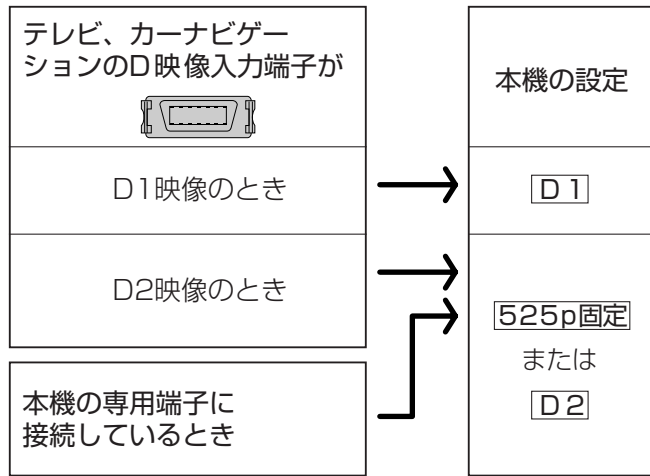 テレビ、カーナビゲー
ションのD映像入力端子が
本機の設定
D1映像のとき
D1
D2映像のとき
525p固定
または
D2
本機の専用端子に
接続しているとき